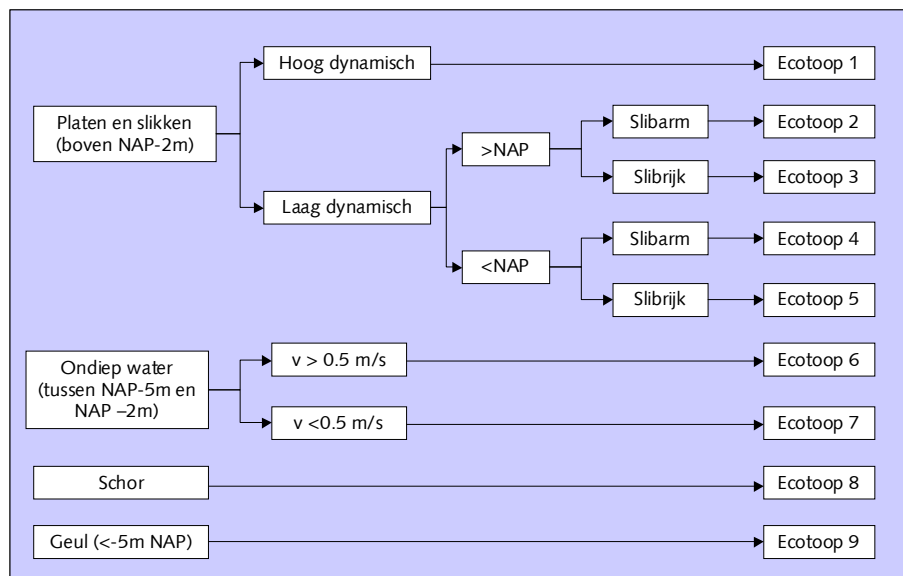 Hoog dynamisch
Ecotoop 1
Platen en slikken
(boven NAP-2m)
Slibarm
Ecotoop 2
>NAP
Slibrijk
Ecotoop 3
Laag dynamisch
Slibarm
Ecotoop 4
<NAP
Slibrijk
Ecotoop 5
Ondiep water
(tussen NAP-5m en
NAP –2m)
v > 0.5 m/s
Ecotoop 6
v <0.5 m/s
Ecotoop 7
Schor
Ecotoop 8
Geul (<-5m NAP)
Ecotoop 9